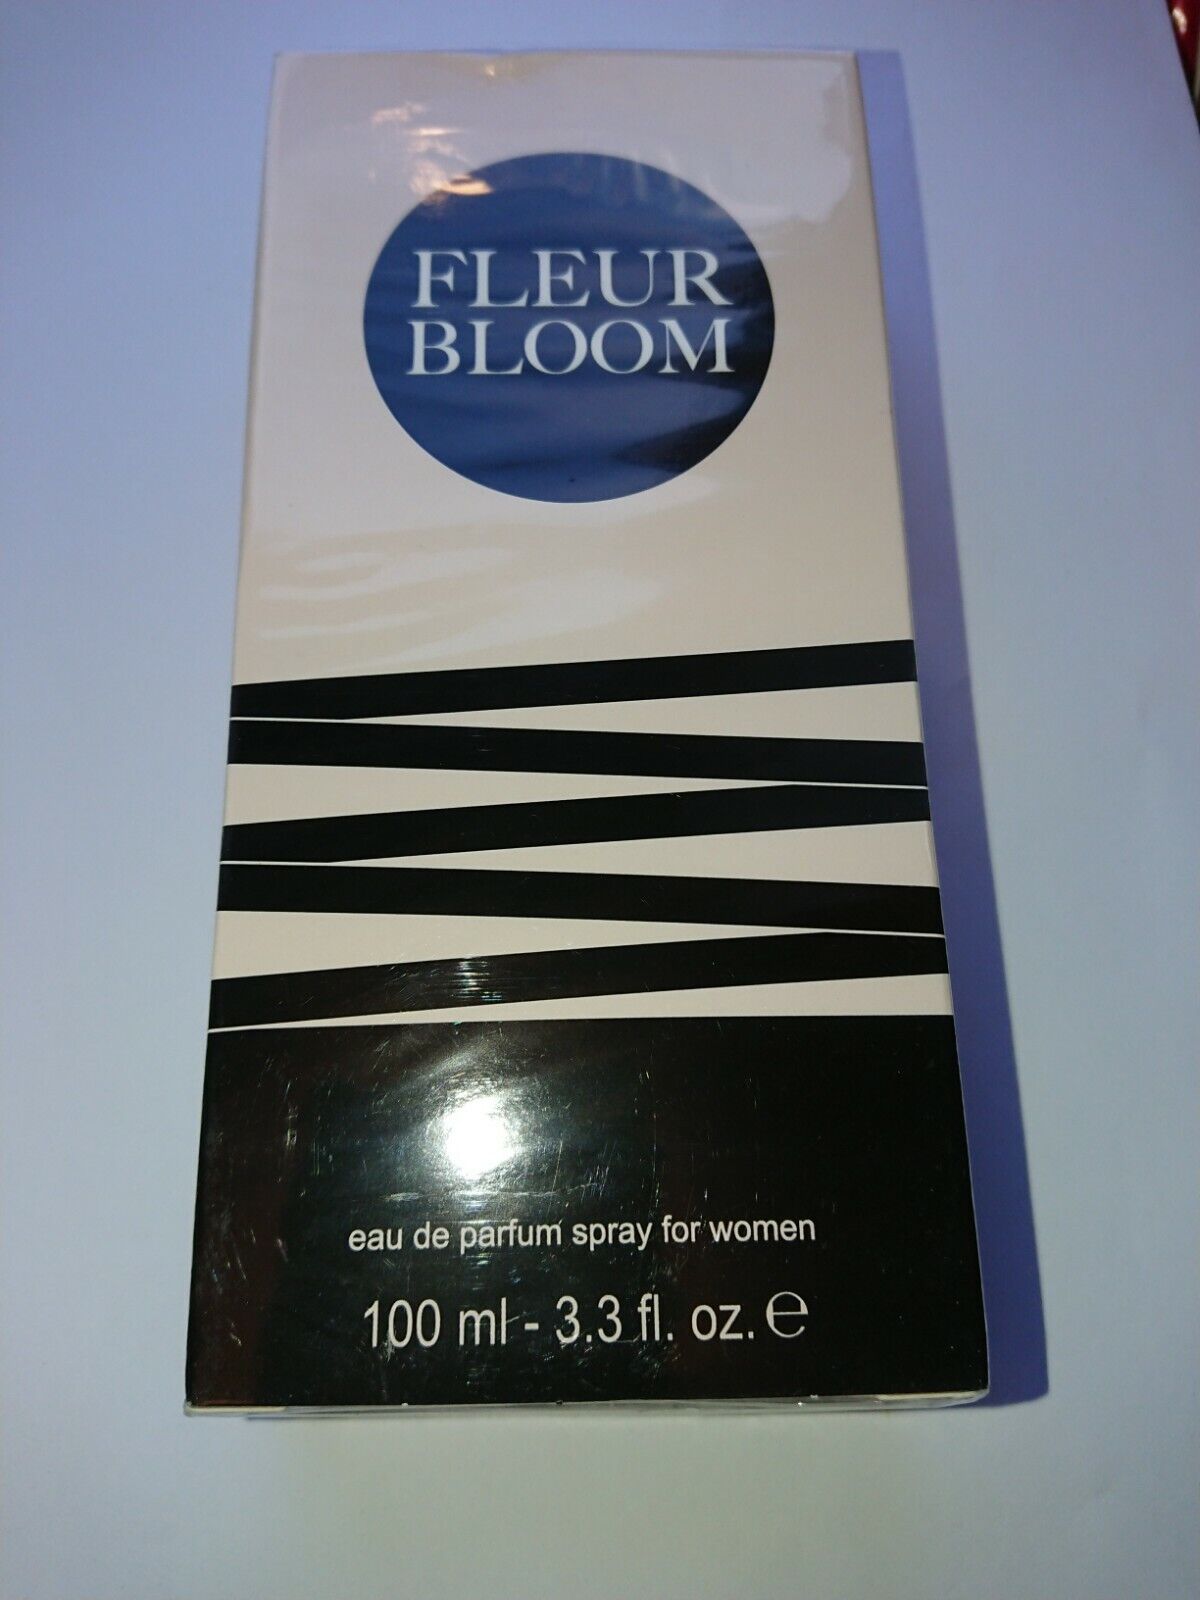 FLEUR
BLOOM
eau de parfum spray for women
100 ml - 3.3 fl. oz. ℮